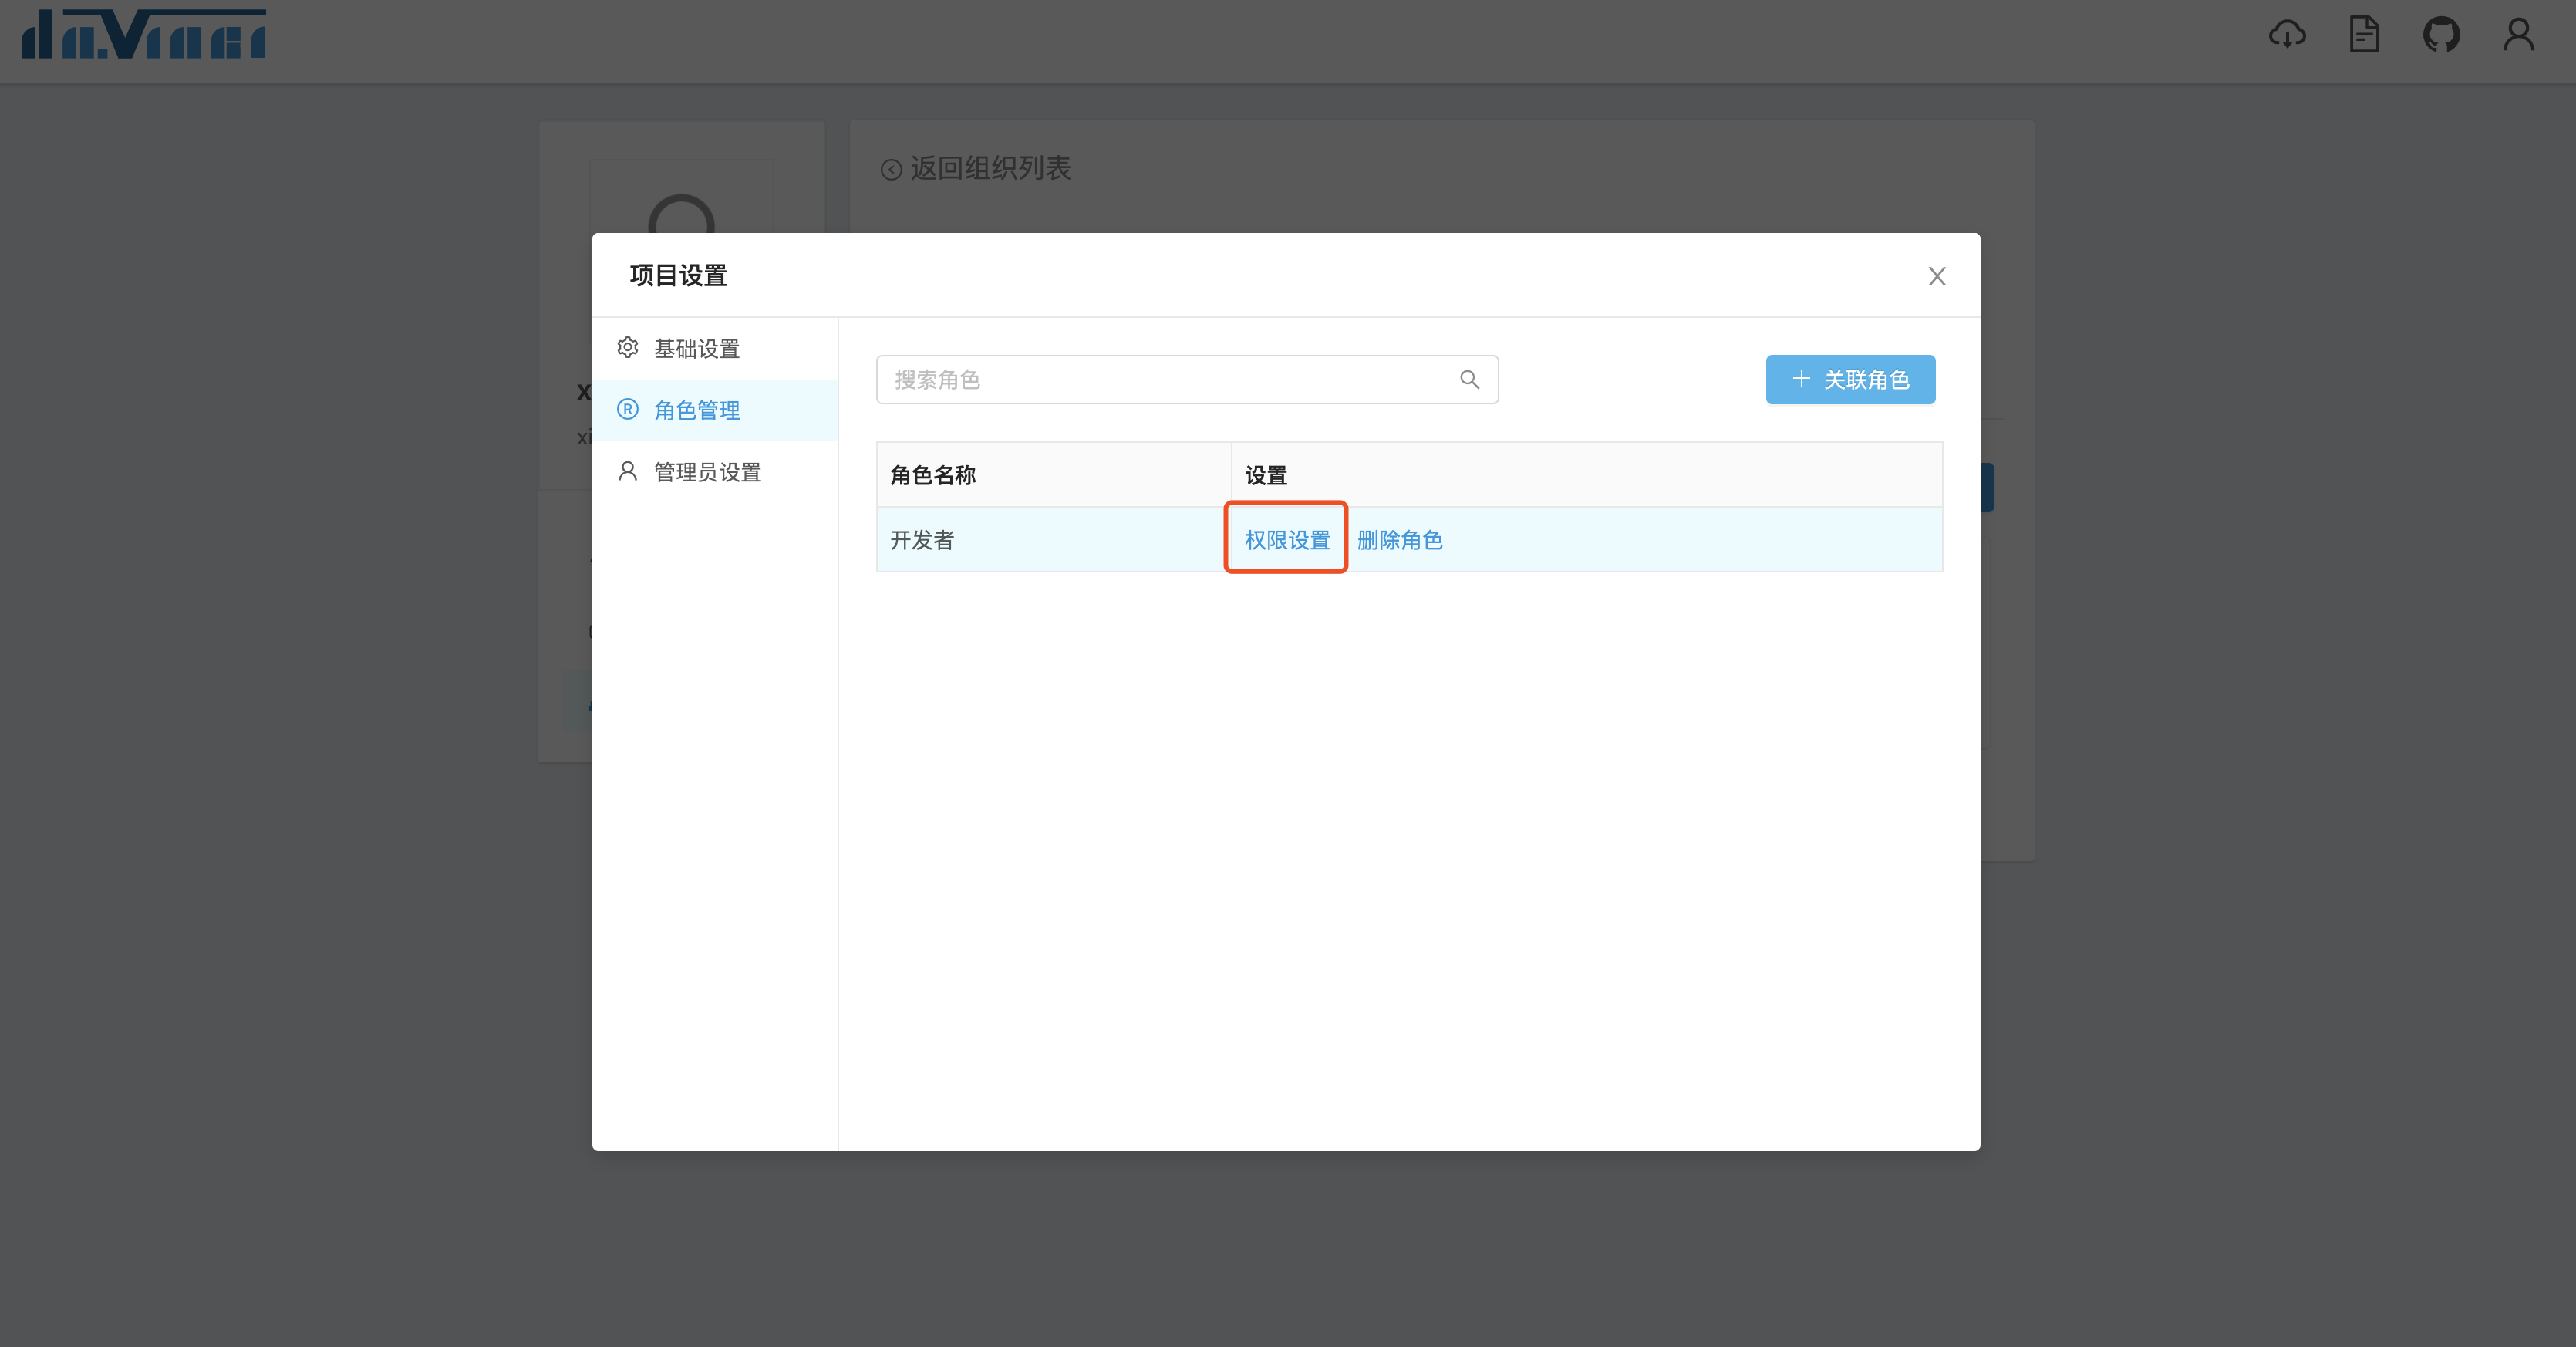 daVinci
返回组织列表
项目设置
基础设置
角色管理
管理员设置
搜索角色
关联角色
角色名称 设置
开发者 权限设置 删除角色